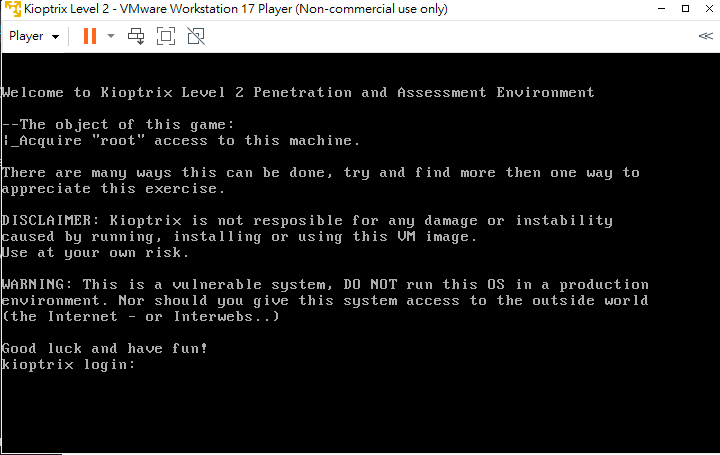 Kioptrix Level 2 - VMware Workstation 17 Player (Non-commercial use only)
Player
Welcome to Kioptrix Level 2 Penetration and Assessment Environment
--The object of this game:
|_Acquire "root" access to this machine.
There are many ways this can be done, try and find more then one way to
appreciate this exercise.
DISCLAIMER: Kioptrix is not resposible for any damage or instability
caused by running, installing or using this VM image.
Use at your own risk.
WARNING: This is a vulnerable system, DO NOT run this OS in a production
environment. Nor should you give this system access to the outside world
(the Internet - or Interwebs..)
Good luck and have fun!
kioptrix login: